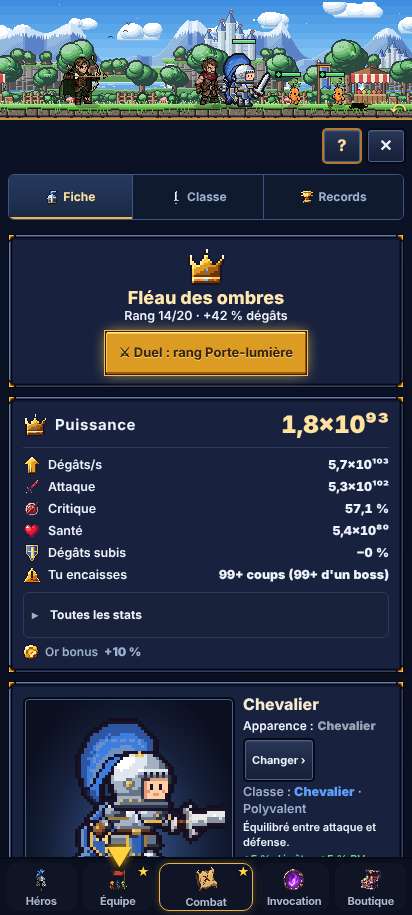 ?
×
Fiche
Classe
Records
Fléau des ombres
Rang 14/20 · +42 % dégâts
⚔ Duel : rang Porte-lumière
Puissance
1,8×10⁹³
Dégâts/s
5,7×10¹⁰³
Attaque
5,3×10¹⁰²
Critique
57,1 %
Santé
5,4×10⁸⁰
Dégâts subis
−0 %
Tu encaisses
99+ coups (99+ d'un boss)
▸ Toutes les stats
Or bonus +10 %
Chevalier
Apparence : Chevalier
Changer ›
Classe : Chevalier ·
Polyvalent
Équilibré entre attaque et
défense.
Héros
Équipe
Combat
Invocation
Boutique